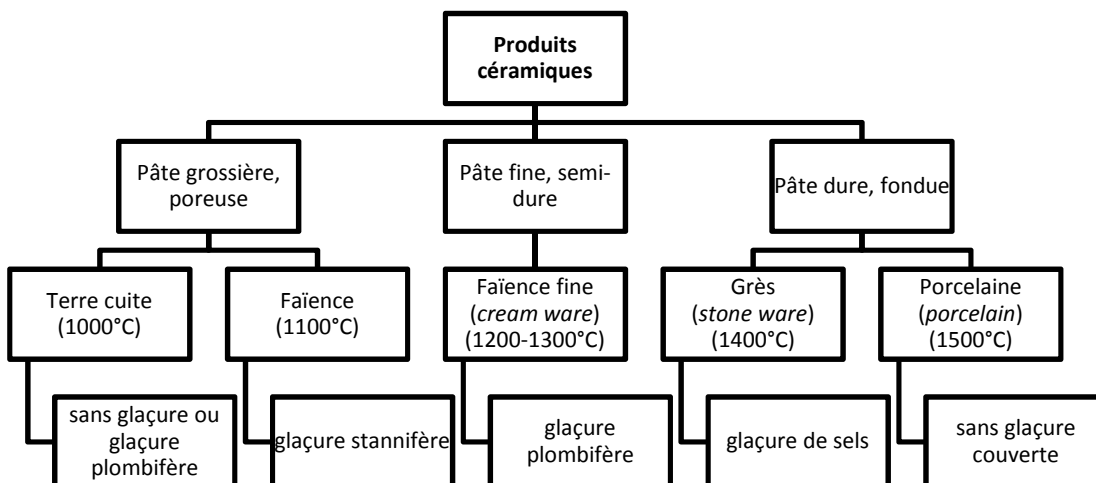 Produits
céramiques
Pâte grossière,
poreuse
Pâte fine, semi-
dure
Pâte dure, fondue
Terre cuite
(1000°C)
Faïence
(1100°C)
Faïence fine
(cream ware)
(1200-1300°C)
Grès
(stone ware)
(1400°C)
Porcelaine
(porcelain)
(1500°C)
sans glaçure ou
glaçure
plombifère
glaçure stannifère
glaçure
plombifère
glaçure de sels
sans glaçure
couverte